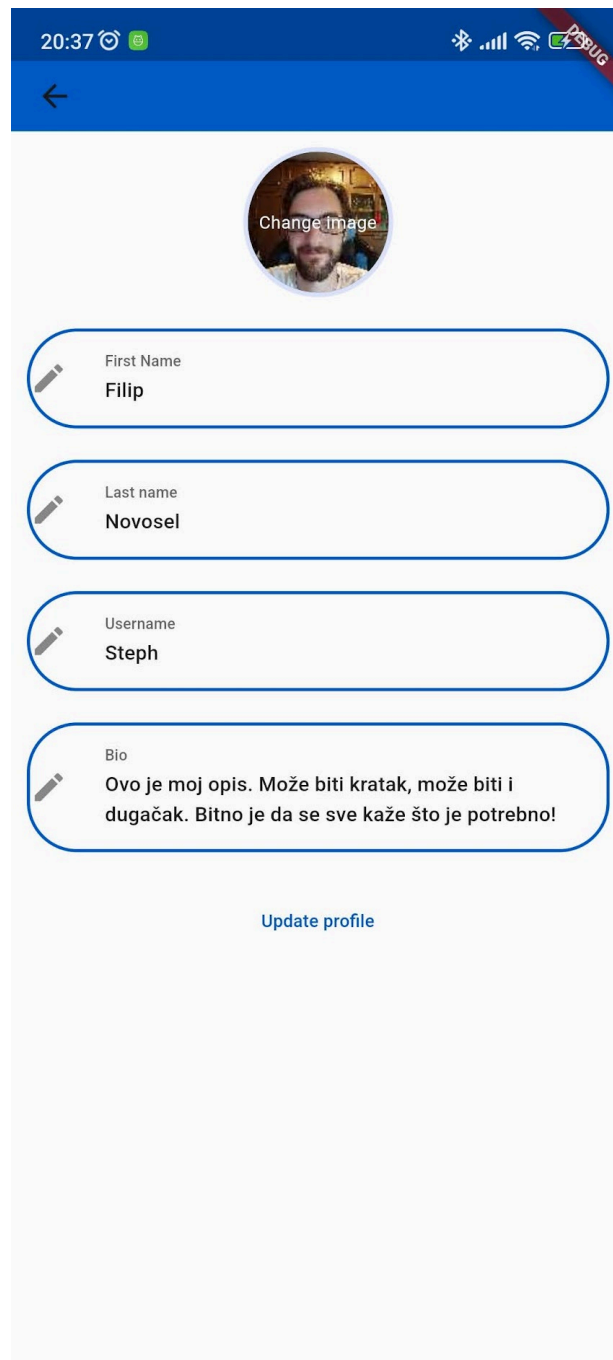 20:37
DEBUG
Change image
First Name
Filip
Last name
Novosel
Username
Steph
Bio
Ovo je moj opis. Može biti kratak, može biti i
dugačak. Bitno je da se sve kaže što je potrebno!
Update profile